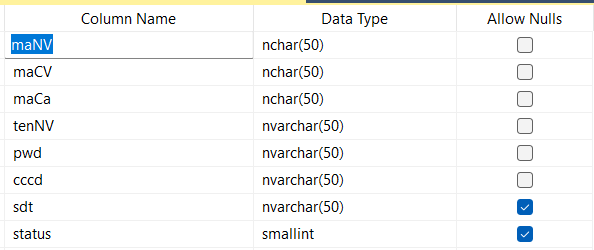 Column Name Data Type Allow Nulls
maNV nchar(50)
maCV nchar(50)
maCa nchar(50)
tenNV nvarchar(50)
pwd nvarchar(50)
cccd nvarchar(50)
sdt nvarchar(50)
status smallint